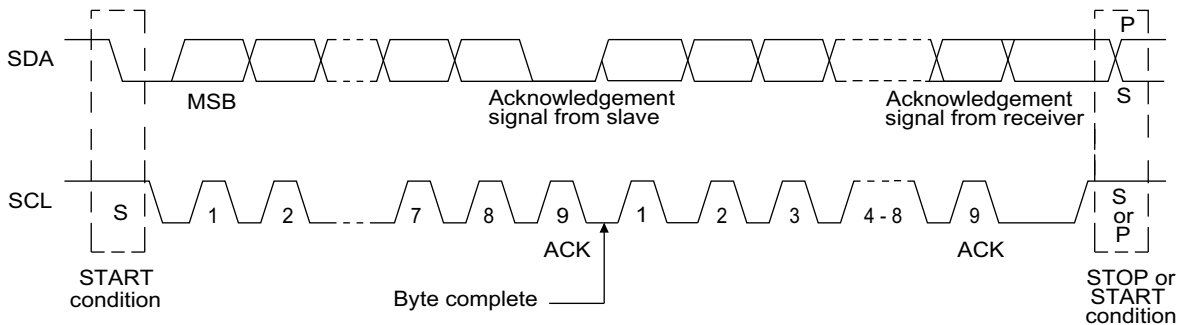 P
SDA
MSB
Acknowledgement
signal from slave
Acknowledgement
signal from receiver
S
SCL
S
1
2
7
8
9
1
2
3
4 - 8
9
S
or
P
ACK
ACK
START
condition
Byte complete
STOP or
START
condition